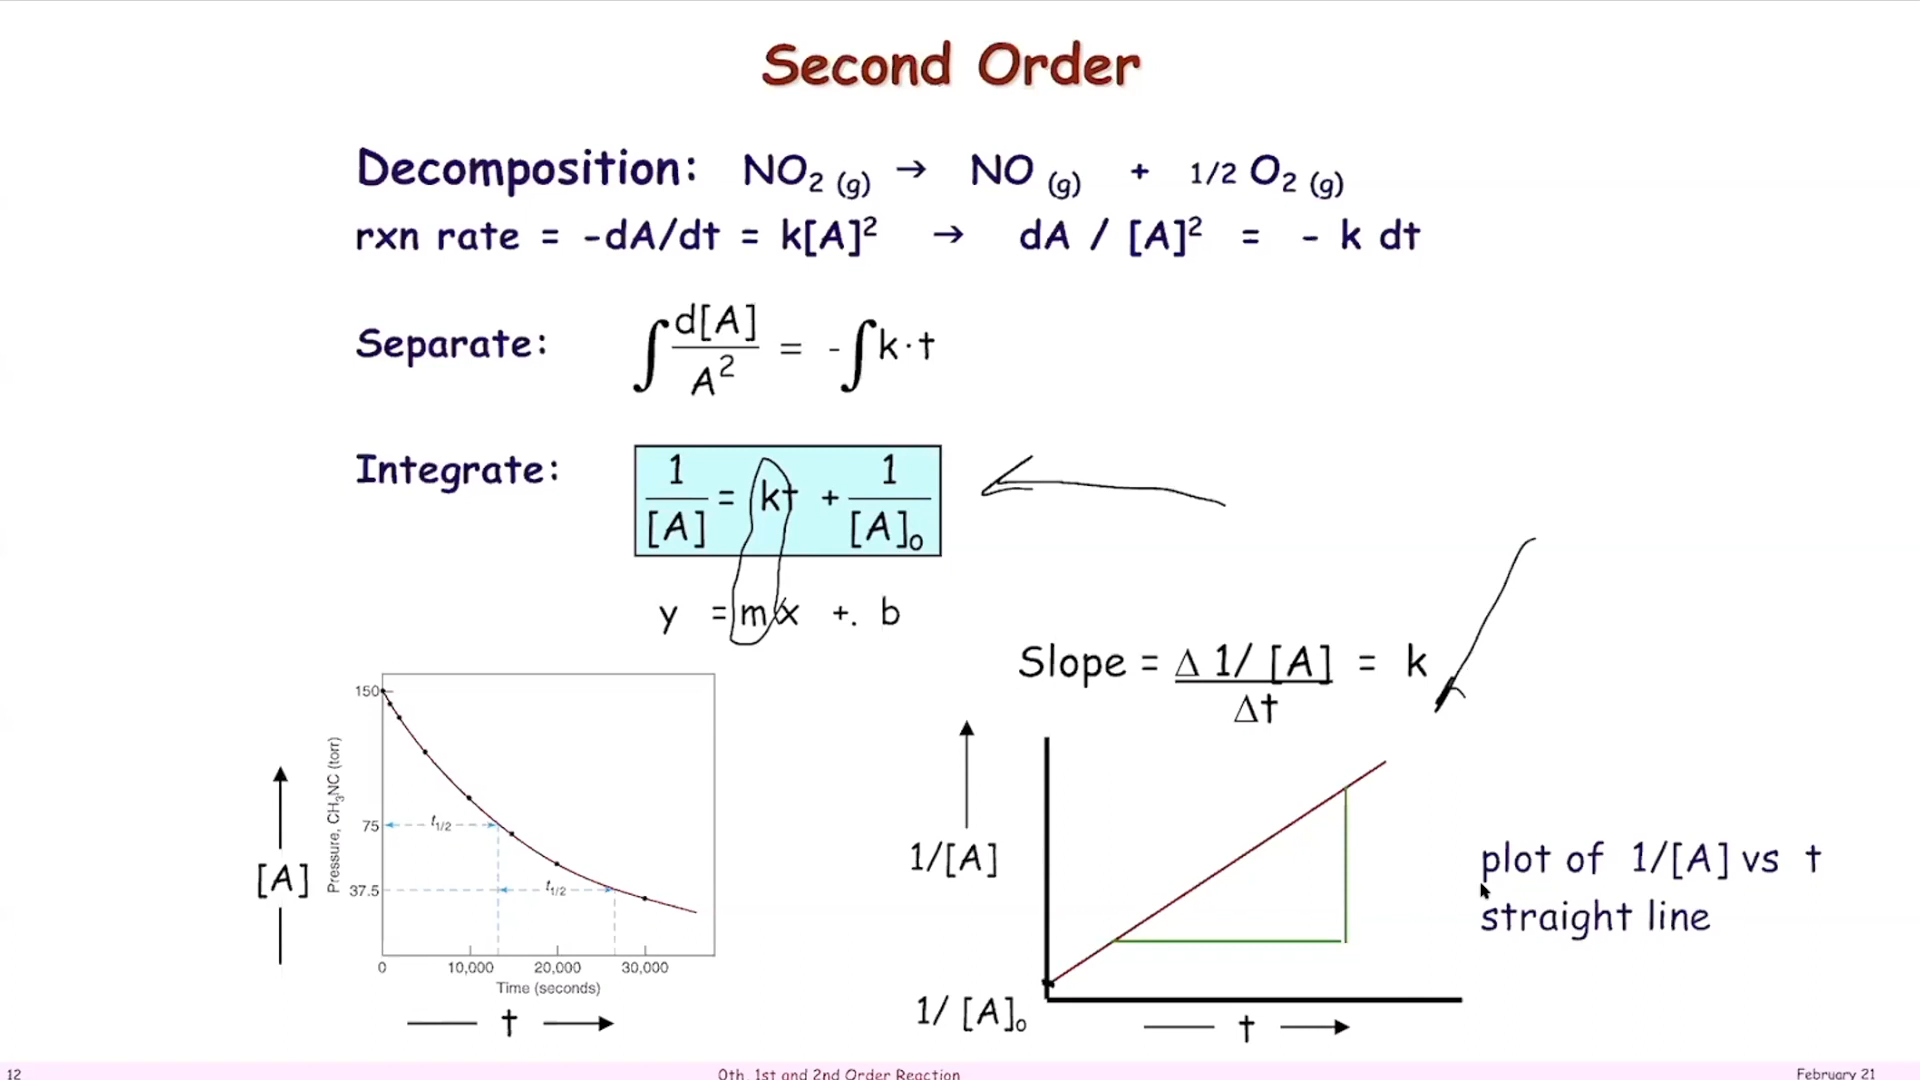 Second Order
Decomposition: NO₂ (g) → NO (g) + 1/2 O₂ (g)
rxn rate = -dA/dt = k[A]² → dA / [A]² = - k dt
Separate: ∫ d[A] / A² = - ∫ k·t
Integrate: 1/[A] = kt + 1/[A]₀
y = mx +. b
Slope = Δ 1/ [A] / Δt = k
150
75
37.5
t1/2
t1/2
Pressure, CH₃NC (torr)
[A]
0 10,000 20,000 30,000
Time (seconds)
t
1/[A]
1/ [A]₀
t
plot of 1/[A] vs t
straight line
12 0th, 1st and 2nd Order Reaction February 21